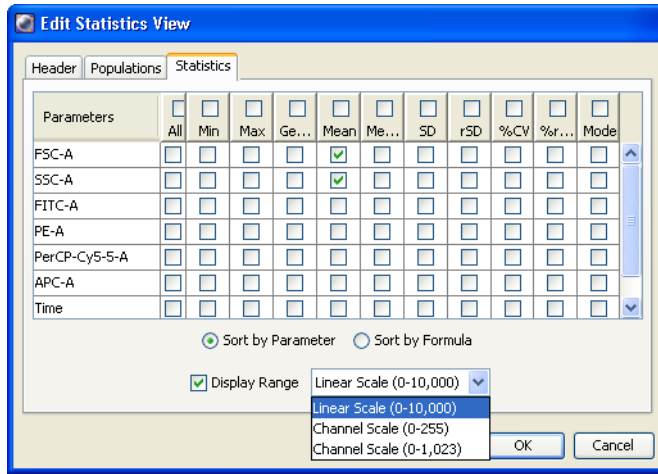 Edit Statistics View
Header Populations Statistics
Parameters All Min Max Ge... Mean Me... SD rSD %CV %r... Mode
FSC-A
SSC-A
FITC-A
PE-A
PerCP-Cy5-5-A
APC-A
Time
Sort by Parameter Sort by Formula
Display Range Linear Scale (0-10,000)
Linear Scale (0-10,000)
Channel Scale (0-255)
Channel Scale (0-1,023)
OK Cancel